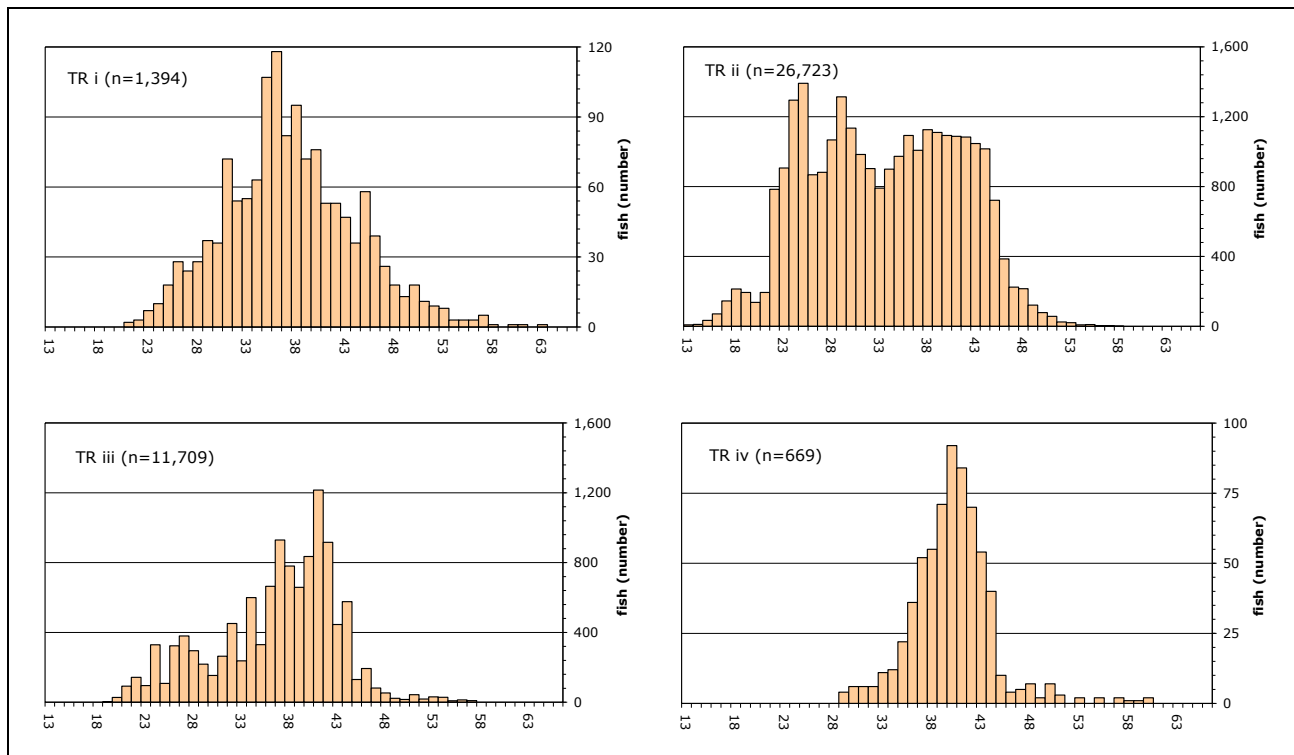 TR i (n=1,394)
120
90
60
30
0
13 18 23 28 33 38 43 48 53 58 63
TR ii (n=26,723)
1,600
1,200
800
400
0
fish (number)
fish (number)
13 18 23 28 33 38 43 48 53 58 63
TR iii (n=11,709)
1,600
1,200
800
400
0
fish (number)
13 18 23 28 33 38 43 48 53 58 63
TR iv (n=669)
100
75
50
25
0
fish (number)
13 18 23 28 33 38 43 48 53 58 63